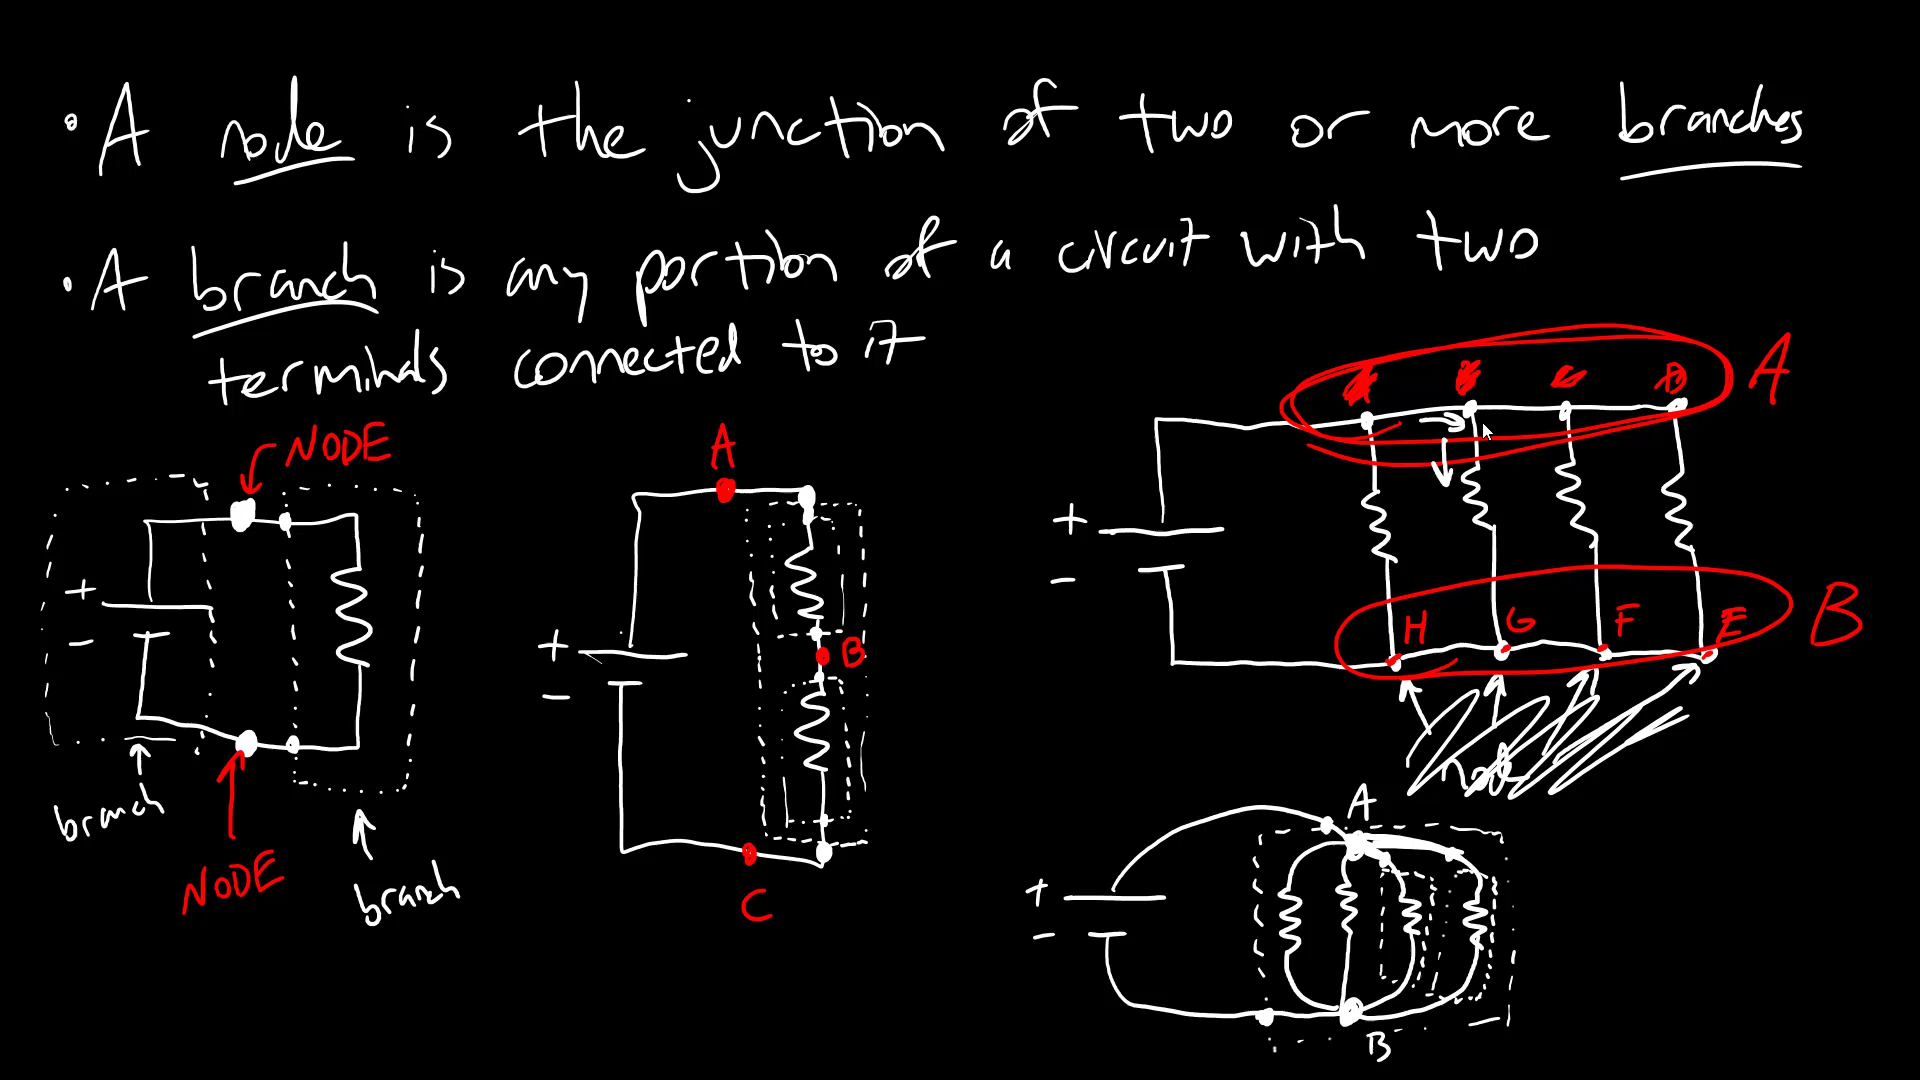 • A node is the junction of two or more branches
• A branch is any portion of a circuit with two
terminals connected to it
NODE
NODE
branch
branch
+
-
A
B
C
+
-
A
D
B
H G F E
+
-
A
B
+
-